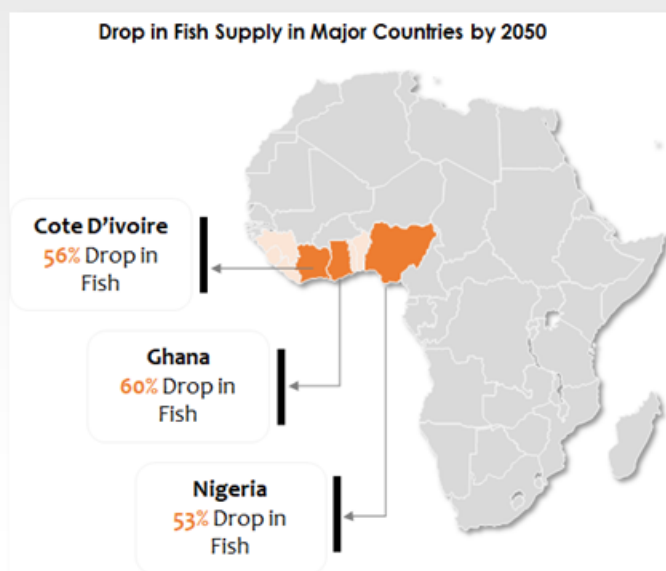 Drop in Fish Supply in Major Countries by 2050
Cote D'ivoire
56% Drop in
Fish
Ghana
60% Drop in
Fish
Nigeria
53% Drop in
Fish